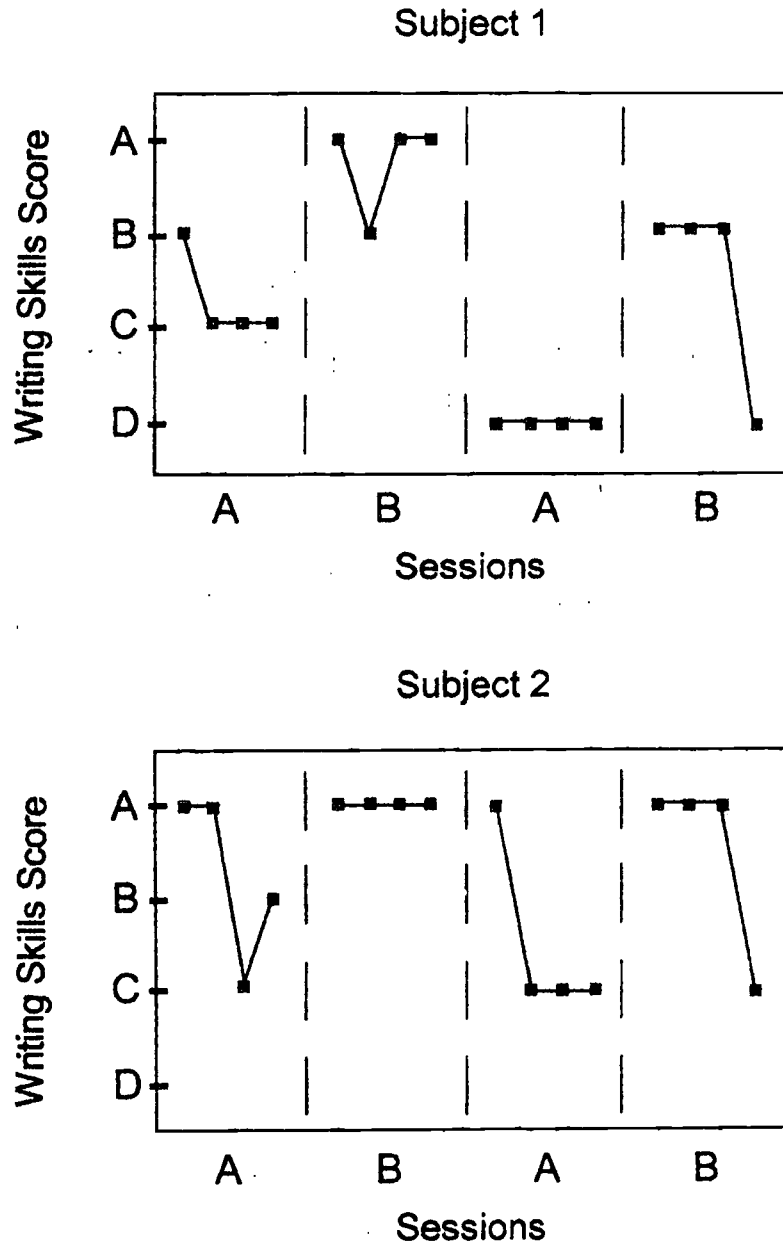 Subject 1
Writing Skills Score
A
B
C
D
A B A B
Sessions
Subject 2
Writing Skills Score
A
B
C
D
A B A B
Sessions